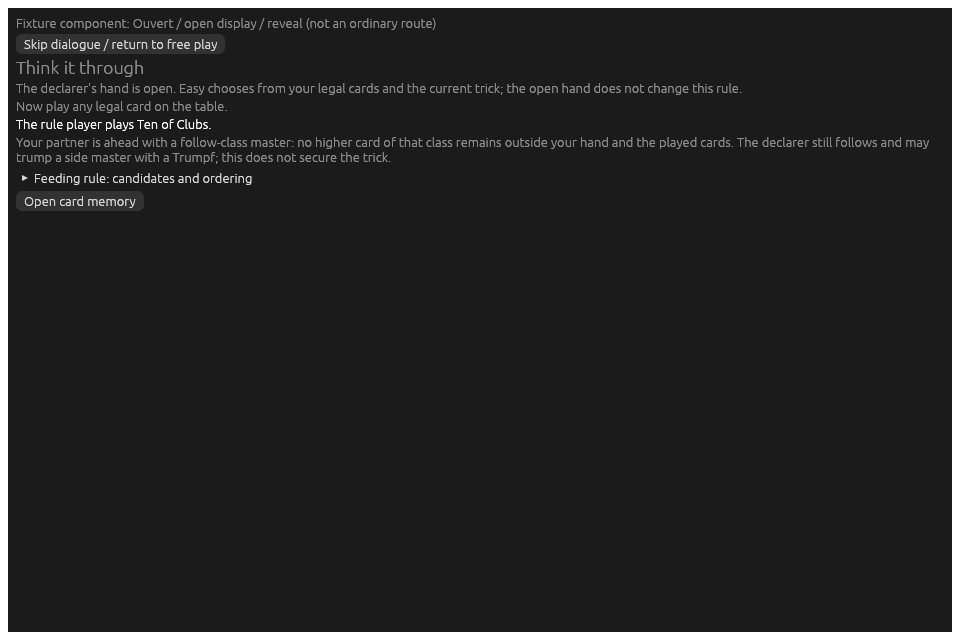 Fixture component: Ouvert / open display / reveal (not an ordinary route)
Skip dialogue / return to free play
Think it through
The declarer's hand is open. Easy chooses from your legal cards and the current trick; the open hand does not change this rule.
Now play any legal card on the table.
The rule player plays Ten of Clubs.
Your partner is ahead with a follow-class master: no higher card of that class remains outside your hand and the played cards. The declarer still follows and may
trump a side master with a Trumpf; this does not secure the trick.
Feeding rule: candidates and ordering
Open card memory